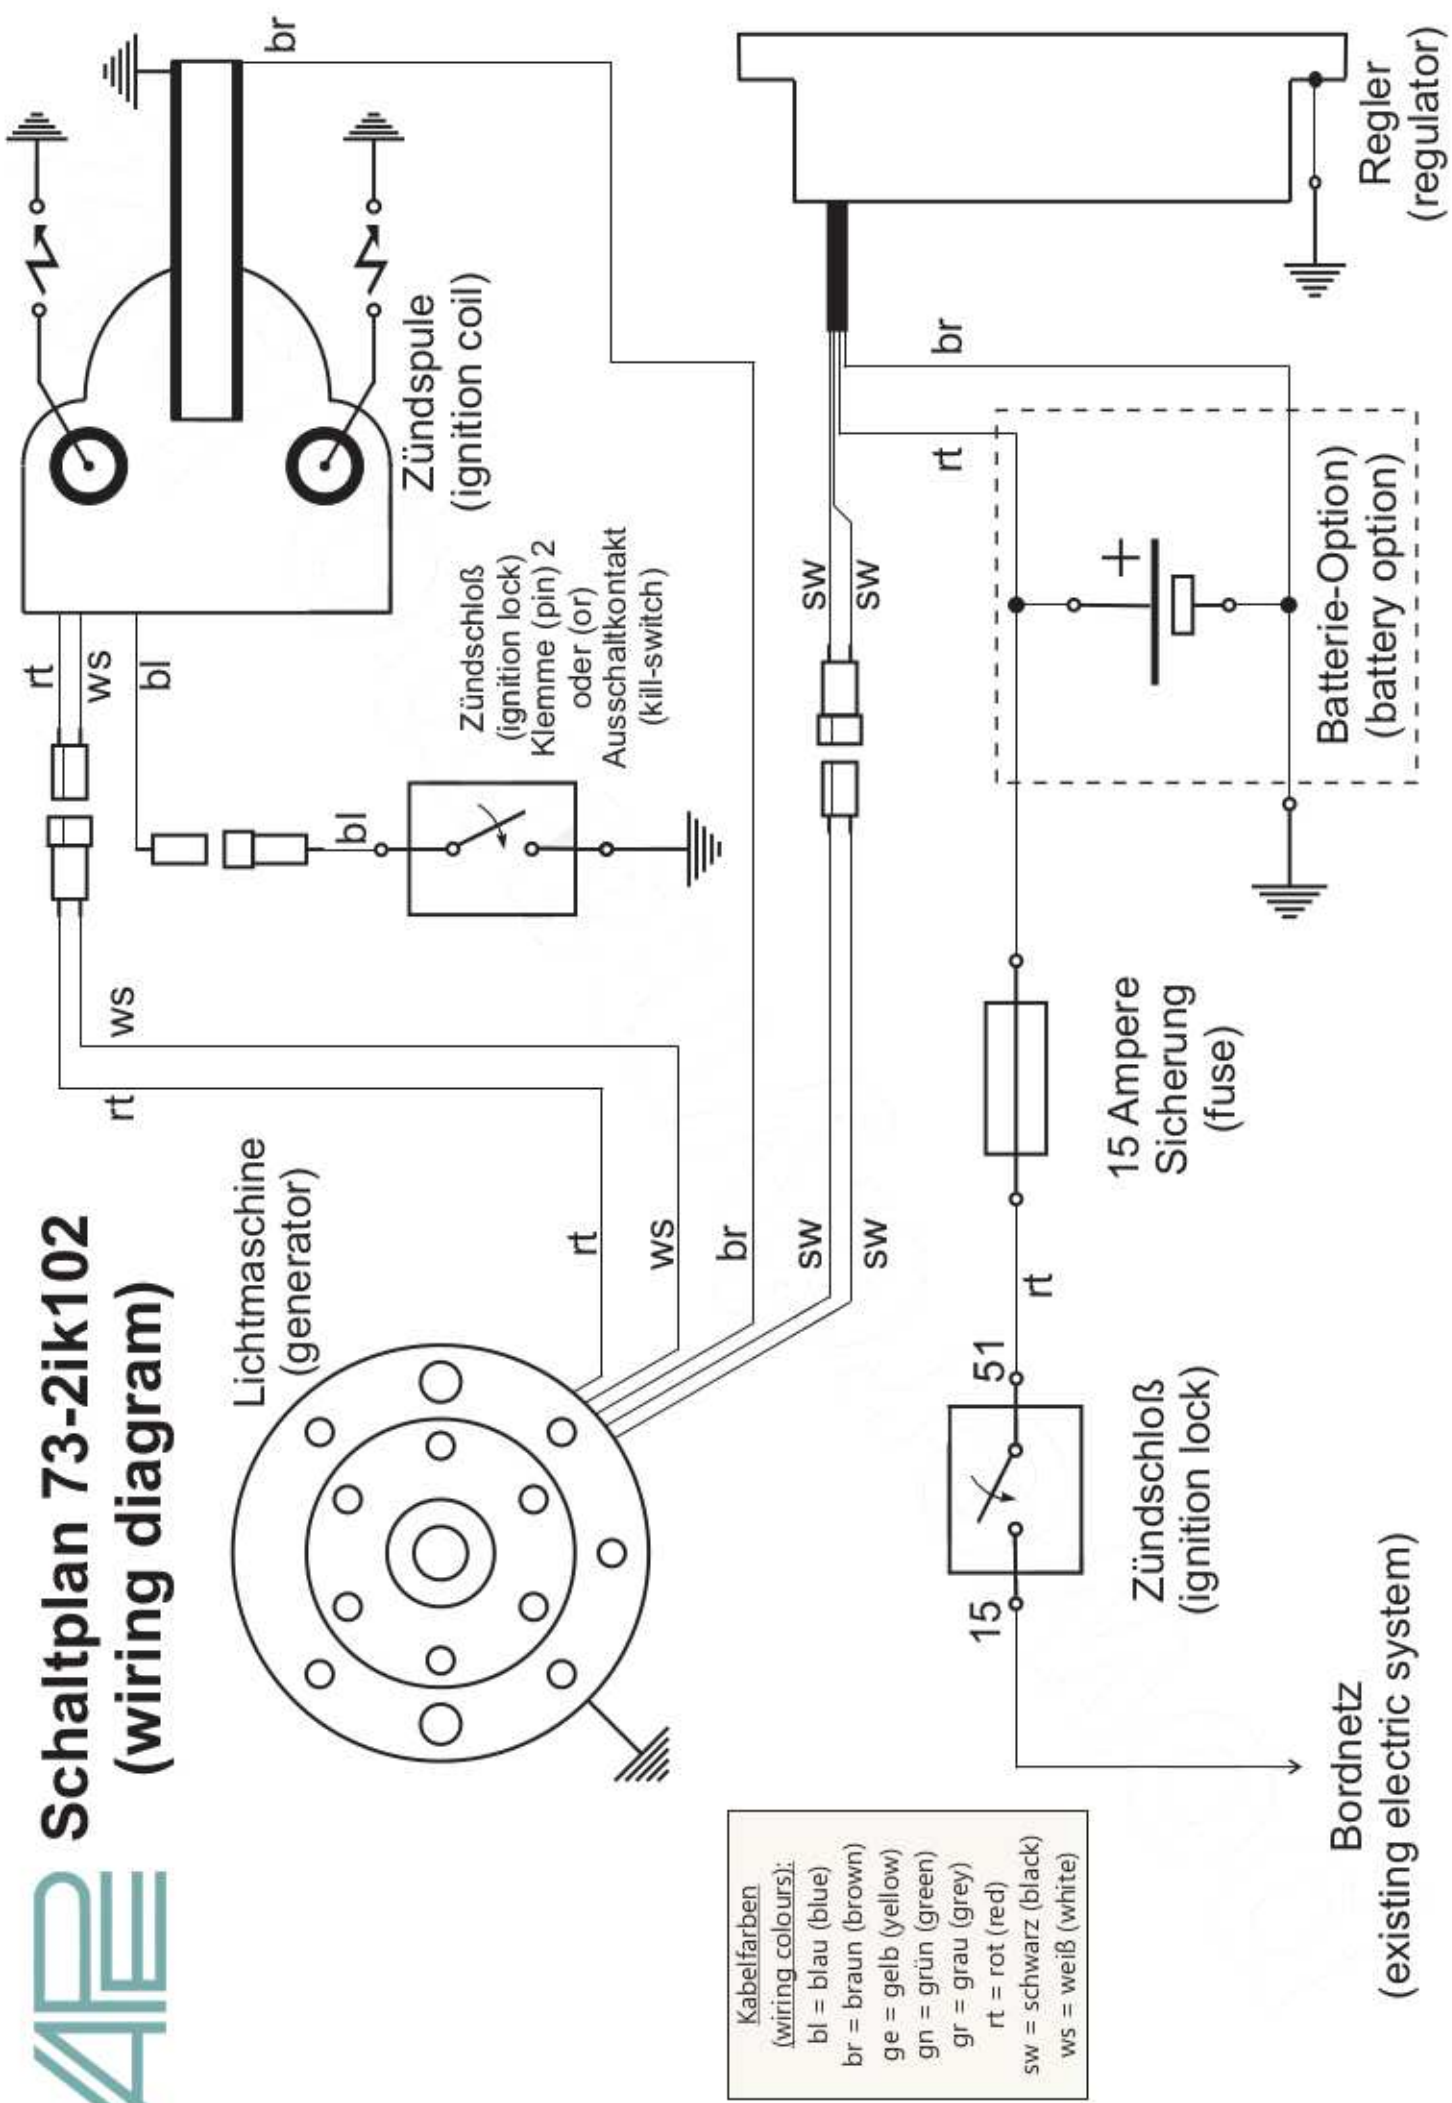 APE
Schaltplan 73-2ik102
(wiring diagram)
Lichtmaschine
(generator)
rt
ws
rt
ws
bl
bl
br
Zündspule
(ignition coil)
Zündschloß
(ignition lock)
Klemme (pin) 2
oder (or)
Ausschaltkontakt
(kill-switch)
rt
ws
br
sw
sw
sw
sw
rt
br
Regler
(regulator)
+
Batterie-Option)
(battery option)
15 Ampere
Sicherung
(fuse)
rt
51
15
Zündschloß
(ignition lock)
Bordnetz
(existing electric system)
Kabelfarben
(wiring colours):
bl = blau (blue)
br = braun (brown)
ge = gelb (yellow)
gn = grün (green)
gr = grau (grey)
rt = rot (red)
sw = schwarz (black)
ws = weiß (white)